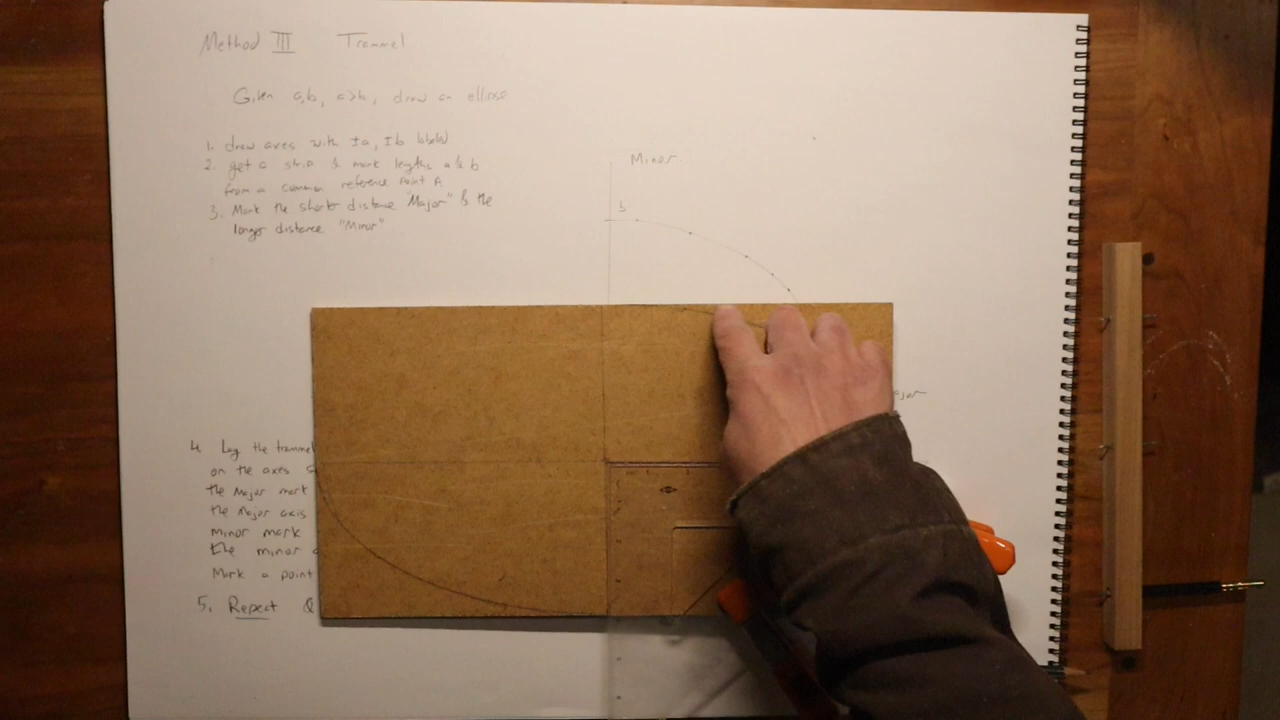 Method III Trammel
Given a,b, a>b, draw an ellipse
1. draw axes with ±a, ±b labeled
2. get a strip & mark lengths a & b
from a common reference point A
3. Mark the shorter distance "Major" & the
longer distance "Minor"
Minor
b
ajor
4. Lay the trammel
on the axes
the Major mark
the Major axis
minor mark
the minor
Mark a point
5. Repeat